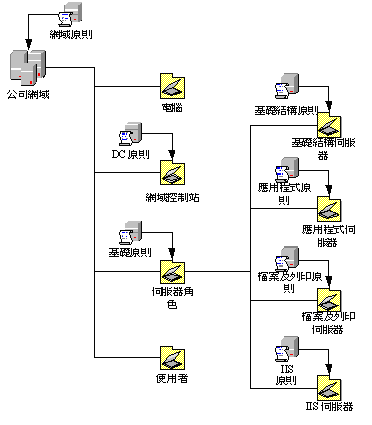 網域原則
公司網域
電腦
DC 原則
網域控制站
基礎原則
伺服器角
色
使用者
基礎結構原則
基礎結構伺服
器
應用程式原
則
應用程式伺
服器
檔案及列印原
則
檔案及列印
伺服器
IIS
原則
IIS 伺服器